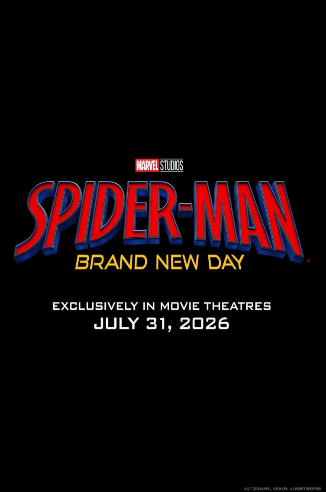 MARVEL STUDIOS
SPIDER-MAN
BRAND NEW DAY
EXCLUSIVELY IN MOVIE THEATRES
JULY 31, 2026